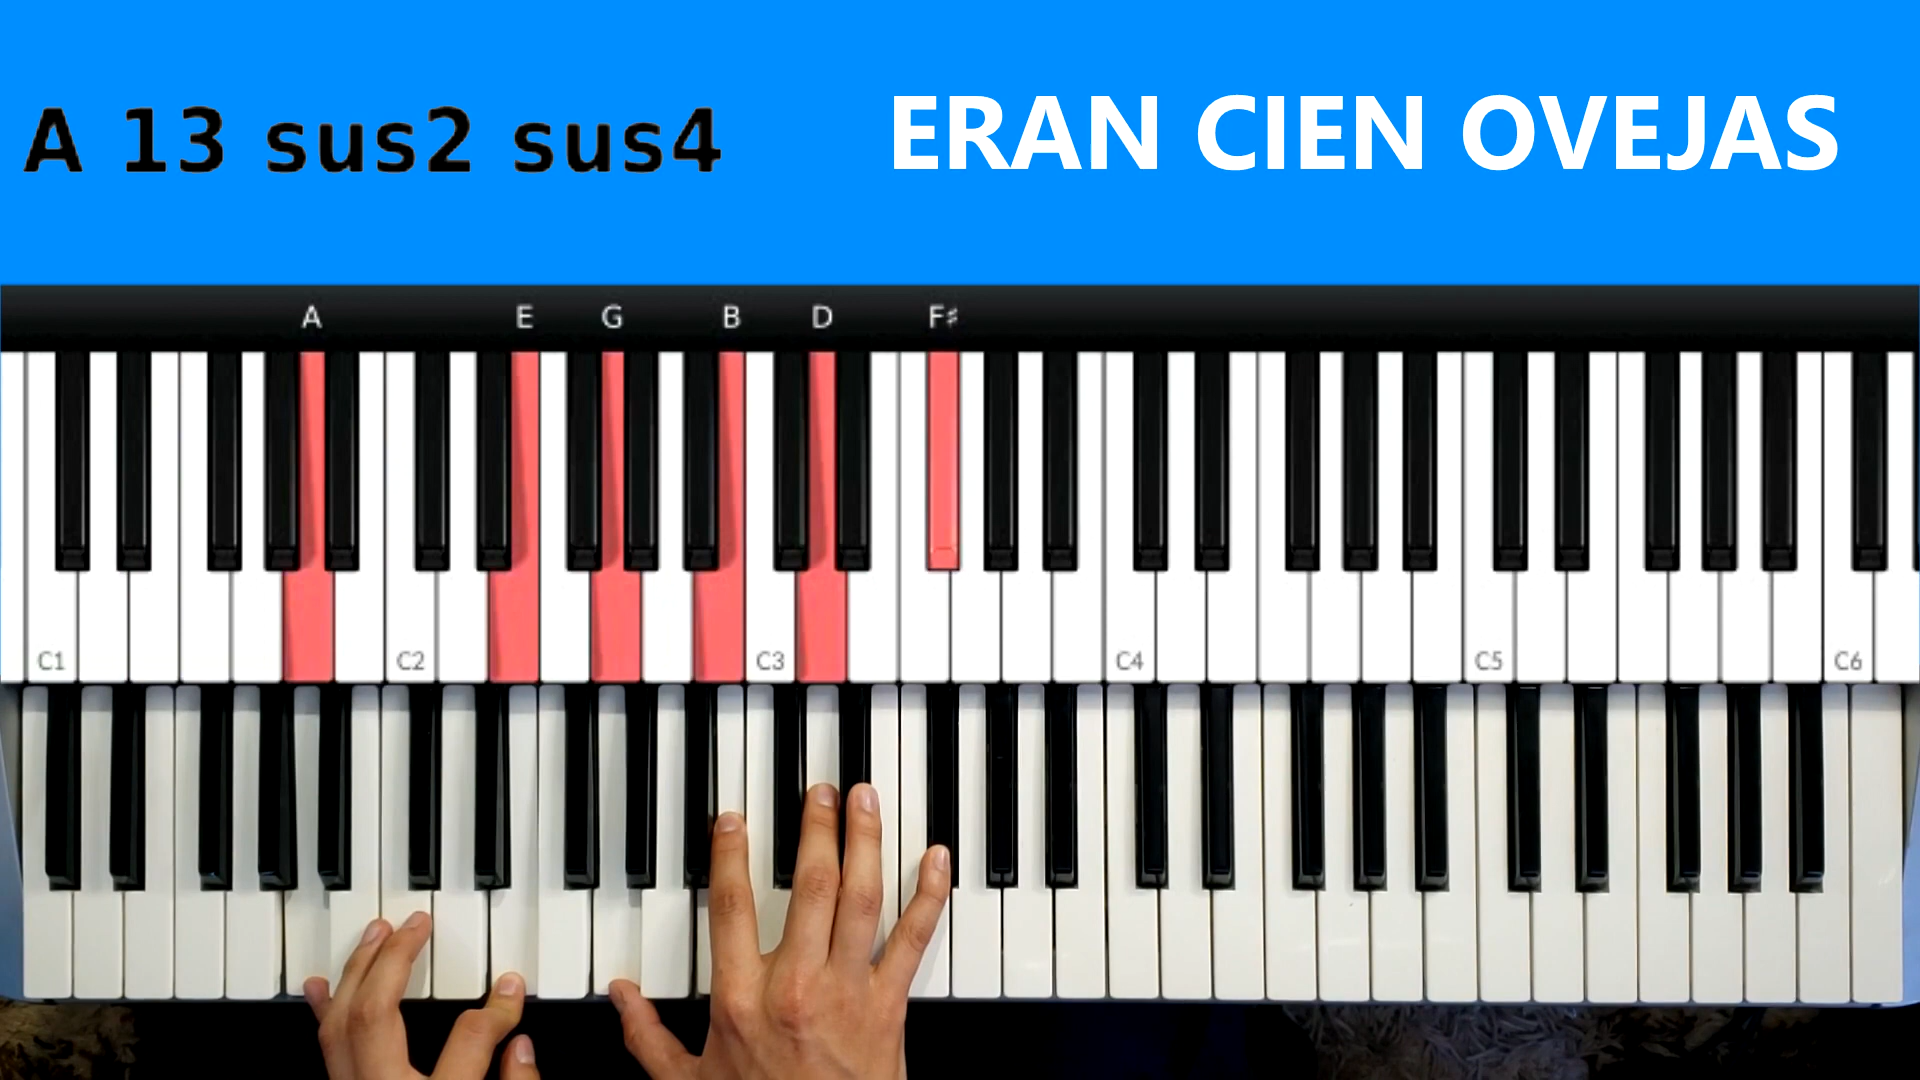 A 13 sus2 sus4
ERAN CIEN OVEJAS
A E G B D F♯
C1 C2 C3 C4 C5 C6